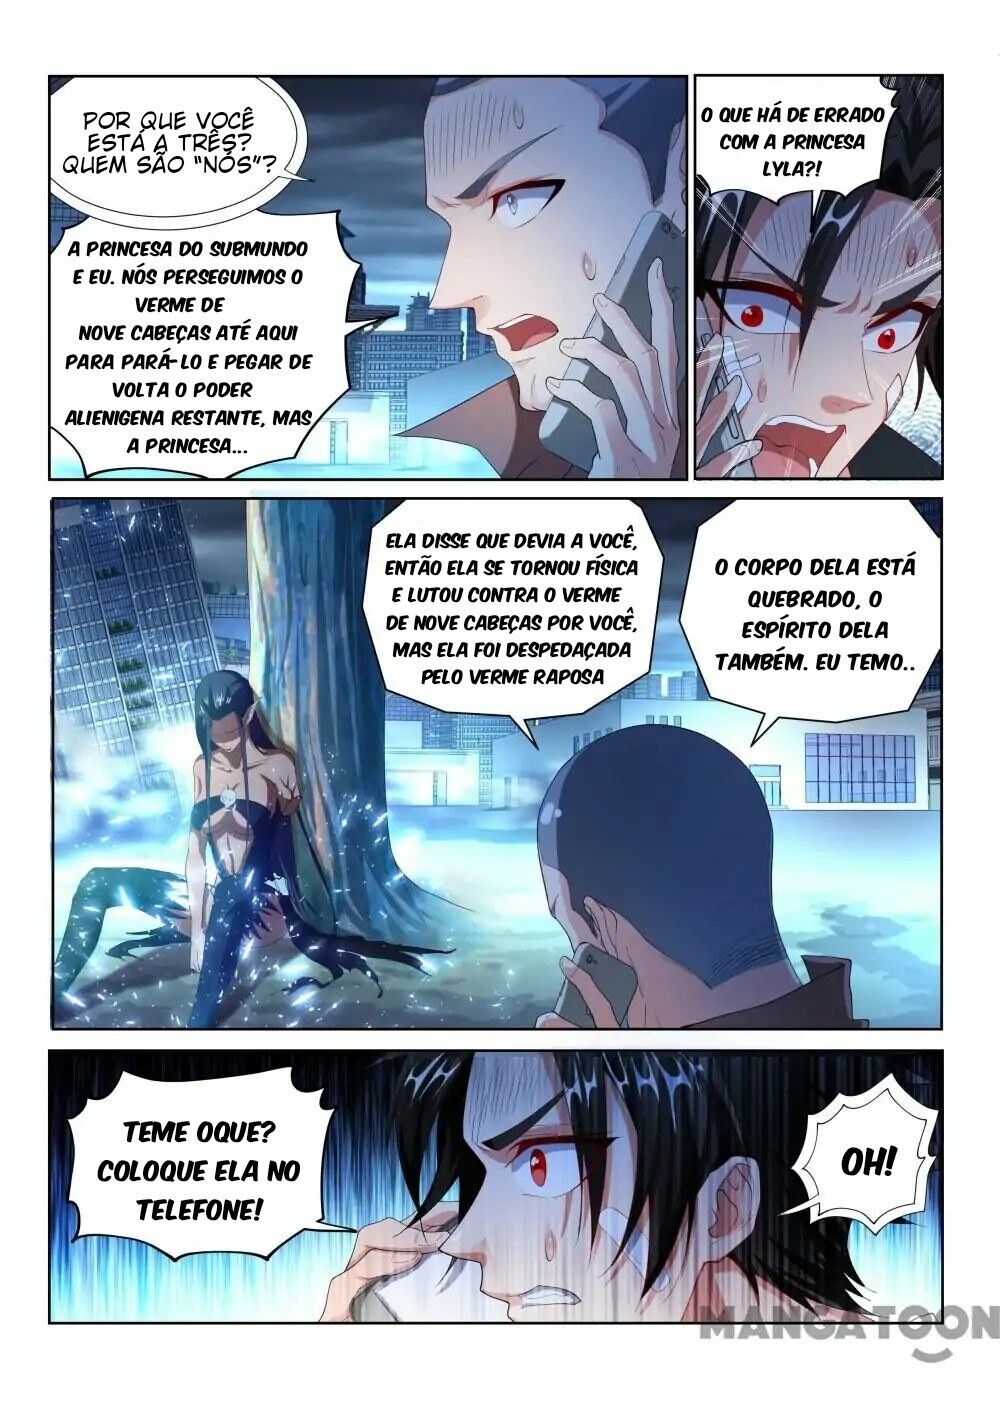 POR QUE VOCÊ
ESTÁ A TRÊS?
QUEM SÃO "NÓS"?
A PRINCESA DO SUBMUNDO
E EU. NÓS PERSEGUIMOS O
VERME DE
NOVE CABEÇAS ATÉ AQUI
PARA PARÁ-LO E PEGAR DE
VOLTA O PODER
ALIENIGENA RESTANTE, MAS
A PRINCESA...
O QUE HÁ DE ERRADO
COM A PRINCESA
LYLA?!
ELA DISSE QUE DEVIA A VOCÊ,
ENTÃO ELA SE TORNOU FÍSICA
E LUTOU CONTRA O VERME
DE NOVE CABEÇAS POR VOCÊ,
MAS ELA FOI DESPEDAÇADA
PELO VERME RAPOSA
O CORPO DELA ESTÁ
QUEBRADO, O
ESPÍRITO DELA
TAMBÉM. EU TEMO..
TEME OQUE?
COLOQUE ELA NO
TELEFONE!
OH!
MANGATOON